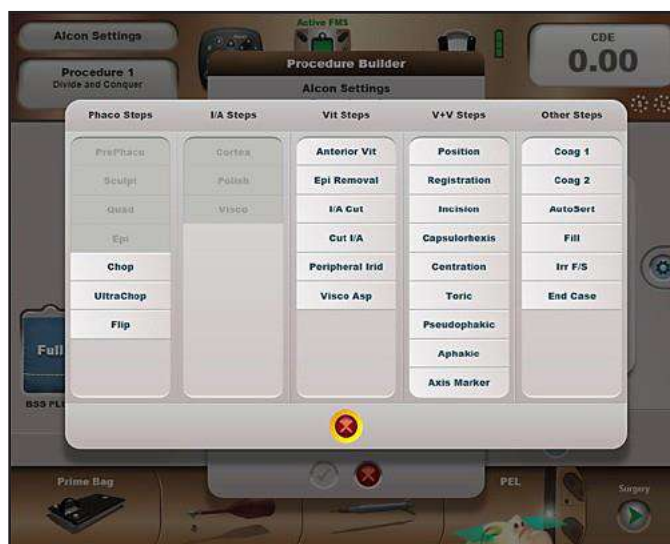 Active FMS
Alcon Settings
CDE
0.00
Procedure 1
Divide and Conquer
Procedure Builder
Alcon Settings
Phaco Steps
I/A Steps
Vit Steps
V+V Steps
Other Steps
PrePhaco
Sculpt
Quad
Epi
Chop
UltraChop
Flip
Cortex
Polish
Visco
Anterior Vit
Epi Removal
I/A Cut
Cut I/A
Peripheral Irid
Visco Asp
Position
Registration
Incision
Capsulorhexis
Centration
Toric
Pseudophakic
Aphakic
Axis Marker
Coag 1
Coag 2
AutoSert
Fill
Irr F/S
End Case
Full
BSS PL
Prime Bag
PEL
Surgery